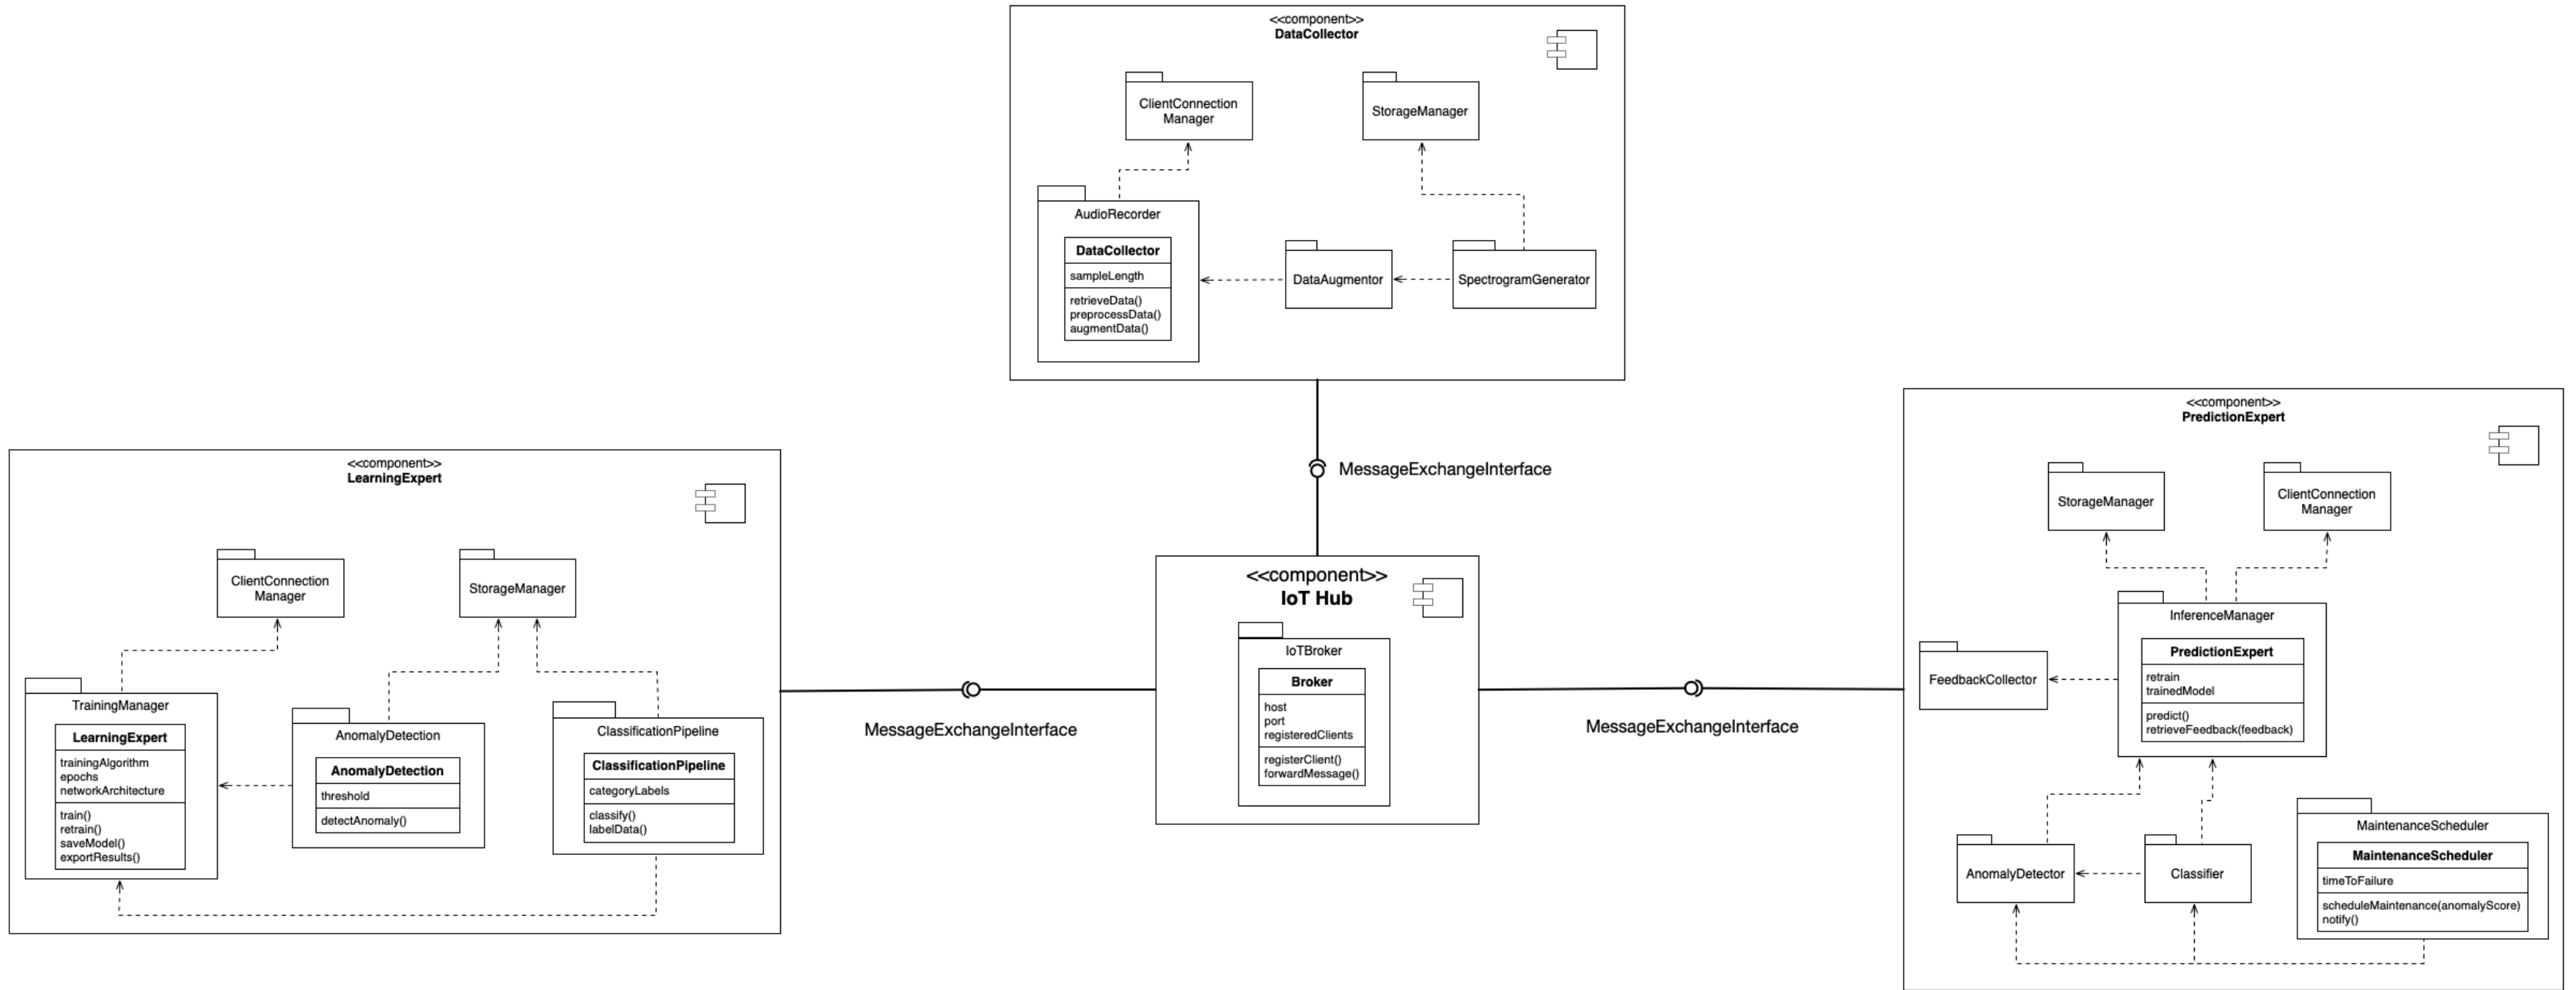 <<component>>
DataCollector
ClientConnection
Manager
StorageManager
AudioRecorder
DataCollector
sampleLength
retrieveData()
preprocessData()
augmentData()
DataAugmentor
SpectrogramGenerator
MessageExchangeInterface
<<component>>
LearningExpert
ClientConnection
Manager
StorageManager
TrainingManager
LearningExpert
trainingAlgorithm
epochs
networkArchitecture
train()
retrain()
saveModel()
exportResults()
AnomalyDetection
AnomalyDetection
threshold
detectAnomaly()
ClassificationPipeline
ClassificationPipeline
categoryLabels
classify()
labelData()
MessageExchangeInterface
<<component>>
IoT Hub
IoTBroker
Broker
host
port
registeredClients
registerClient()
forwardMessage()
MessageExchangeInterface
<<component>>
PredictionExpert
StorageManager
ClientConnection
Manager
InferenceManager
PredictionExpert
retrain
trainedModel
predict()
retrieveFeedback(feedback)
FeedbackCollector
AnomalyDetector
Classifier
MaintenanceScheduler
MaintenanceScheduler
timeToFailure
scheduleMaintenance(anomalyScore)
notify()